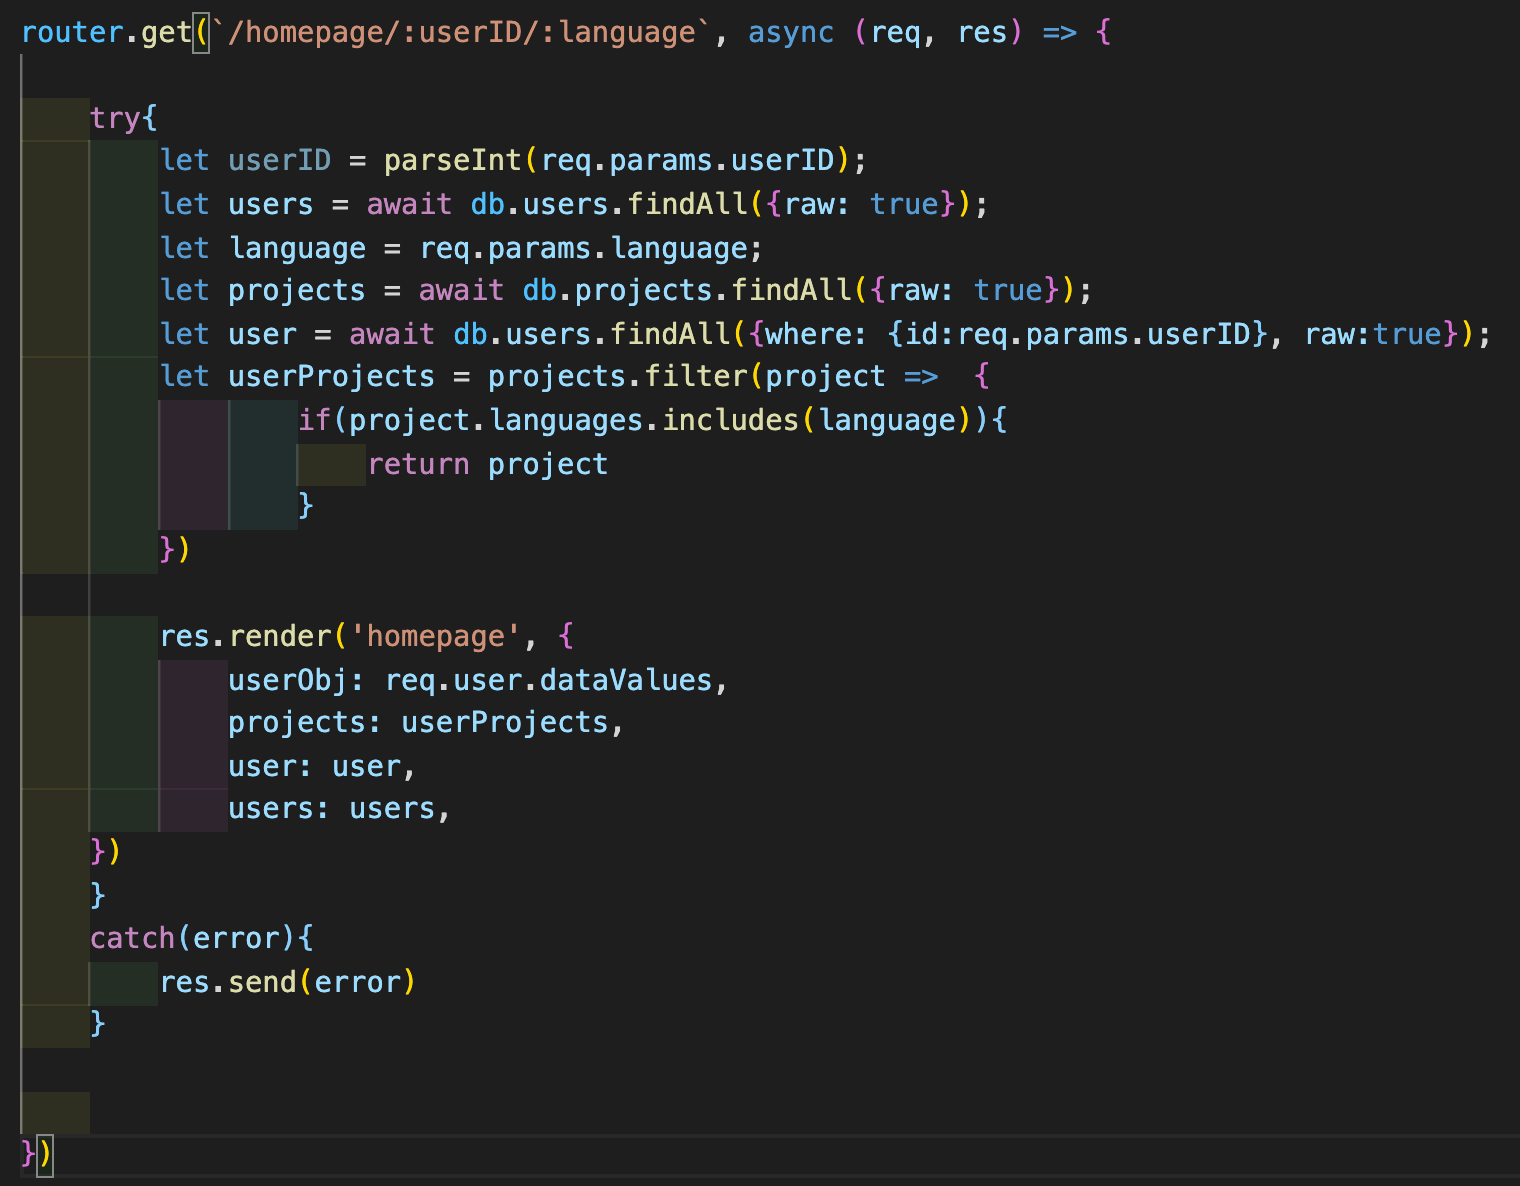 router.get(`/homepage/:userID/:language`, async (req, res) => {
try{
let userID = parseInt(req.params.userID);
let users = await db.users.findAll({raw: true});
let language = req.params.language;
let projects = await db.projects.findAll({raw: true});
let user = await db.users.findAll({where: {id:req.params.userID}, raw:true});
let userProjects = projects.filter(project =>  {
if(project.languages.includes(language)){
return project
}
})
res.render('homepage', {
userObj: req.user.dataValues,
projects: userProjects,
user: user,
users: users,
})
}
catch(error){
res.send(error)
}
})